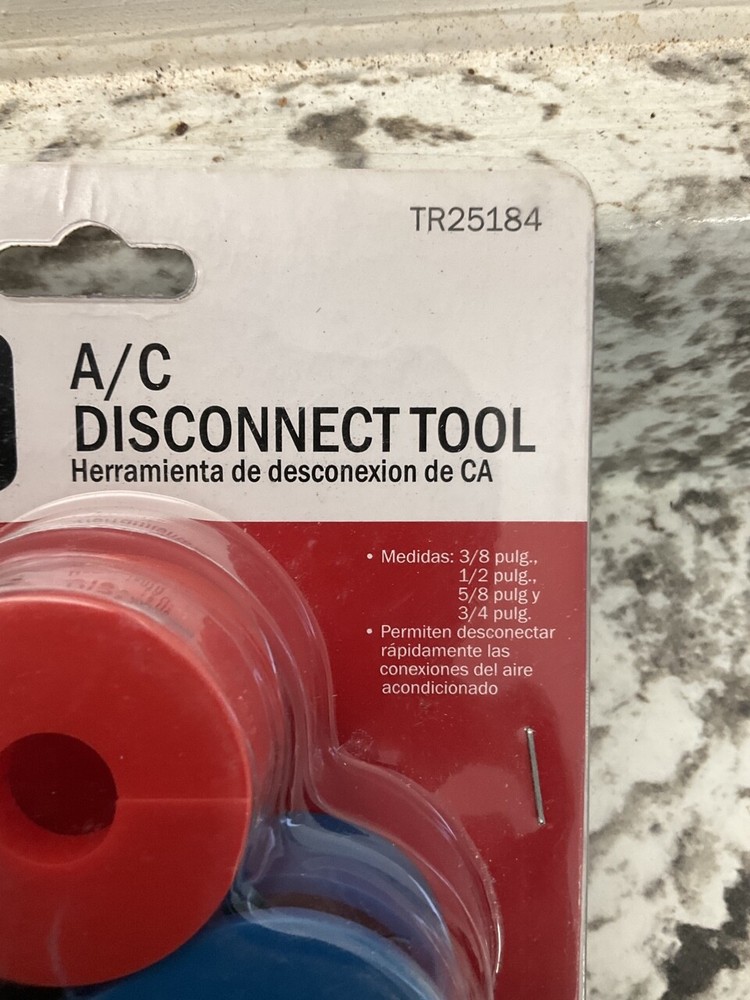 TR25184
A/C
DISCONNECT TOOL
Herramienta de desconexion de CA
• Medidas: 3/8 pulg.,
1/2 pulg.,
5/8 pulg y
3/4 pulg.
• Permiten desconectar
rápidamente las
conexiones del aire
acondicionado